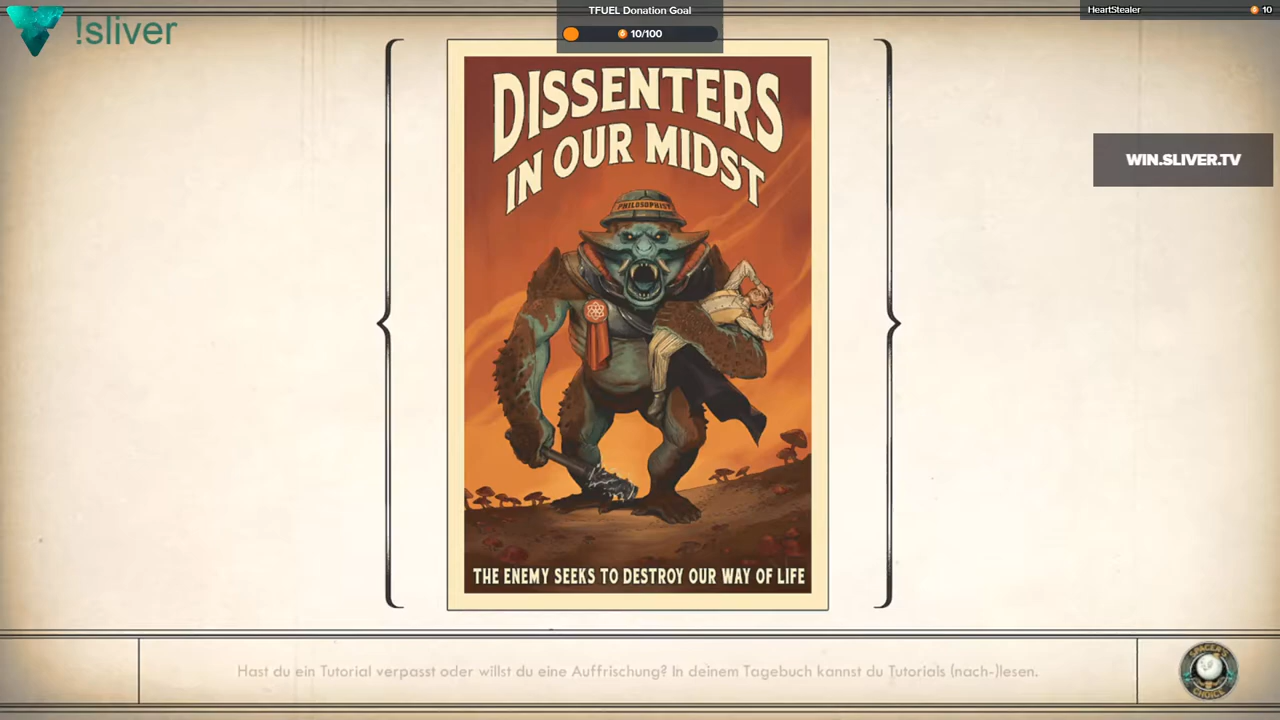 !sliver
TFUEL Donation Goal
10/100
HeartStealer 10
WIN.SLIVER.TV
DISSENTERS
IN OUR MIDST
PHILOSOPHIST
THE ENEMY SEEKS TO DESTROY OUR WAY OF LIFE
Hast du ein Tutorial verpasst oder willst du eine Auffrischung? In deinem Tagebuch kannst du Tutorials (nach-)lesen.
SPACER'S
CHOICE